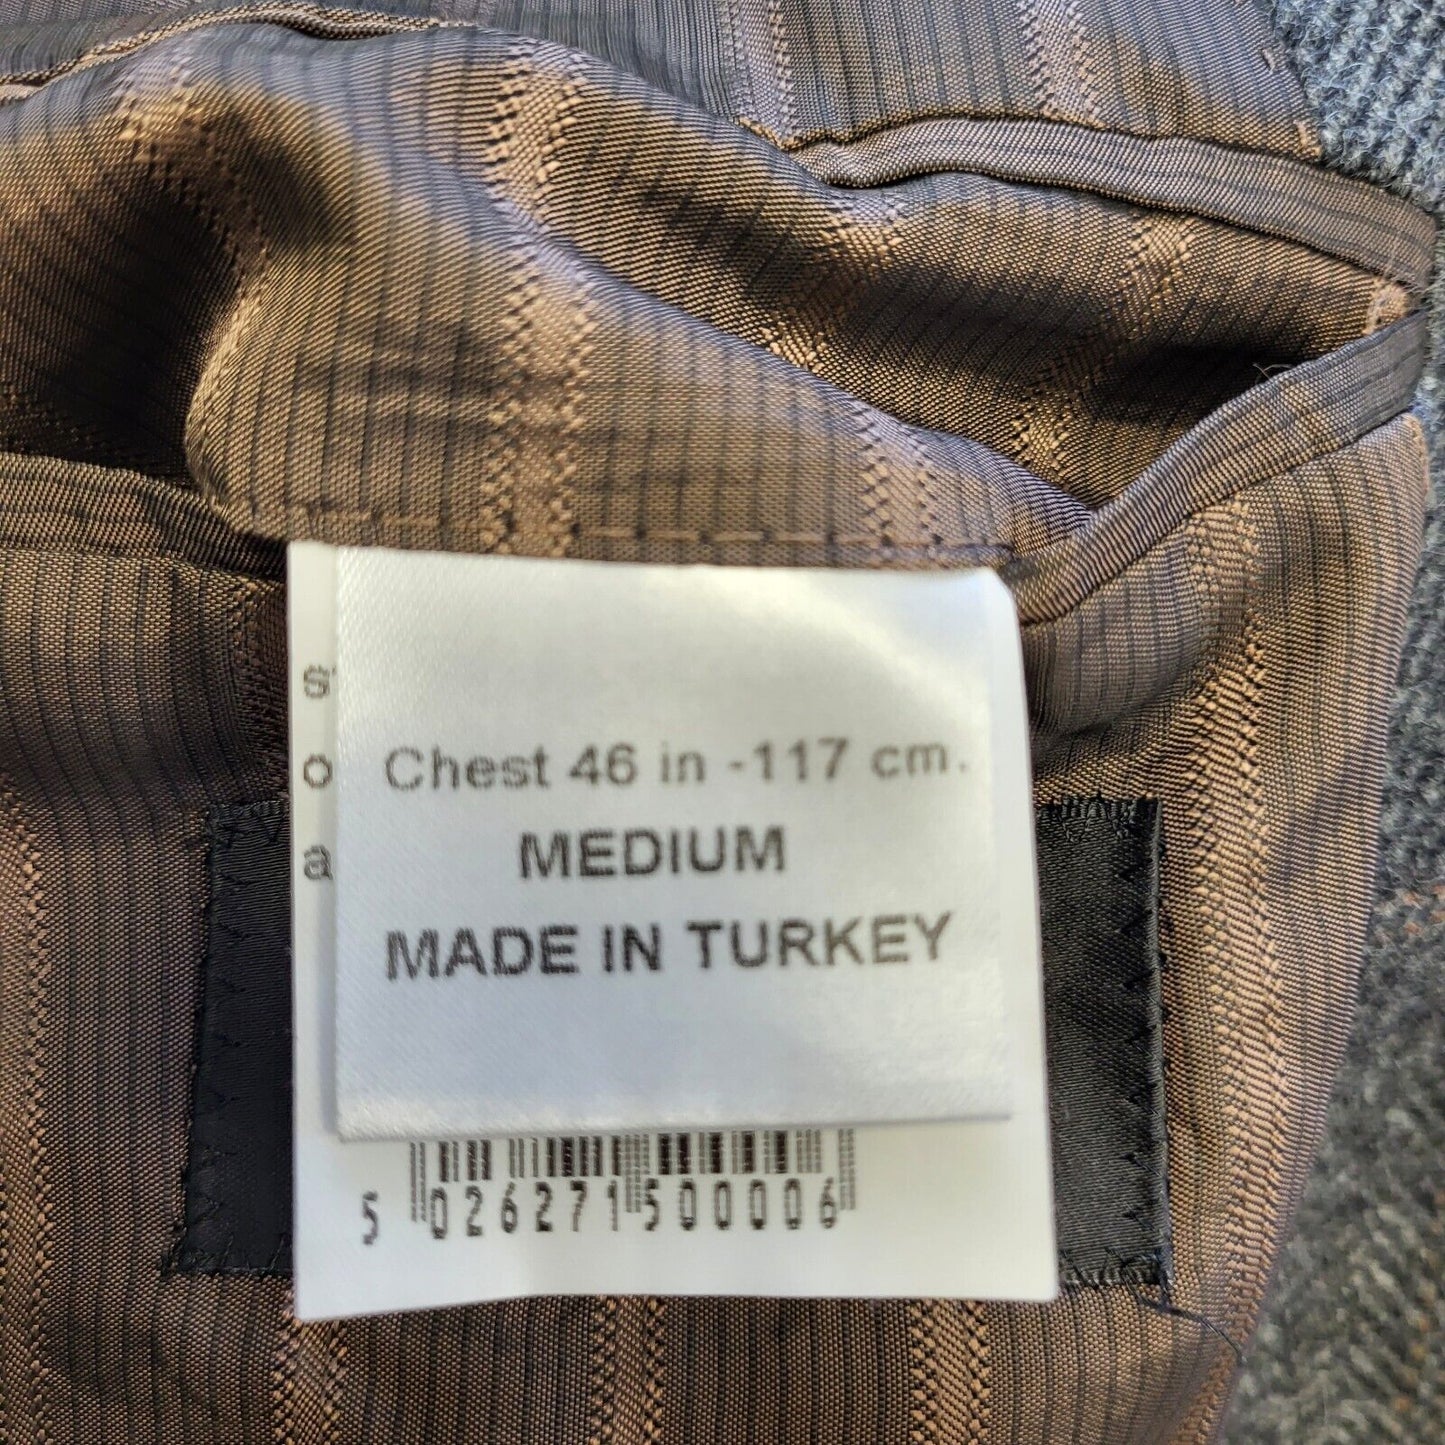 Chest 46 in -117 cm.
MEDIUM
MADE IN TURKEY
5 026271 500006